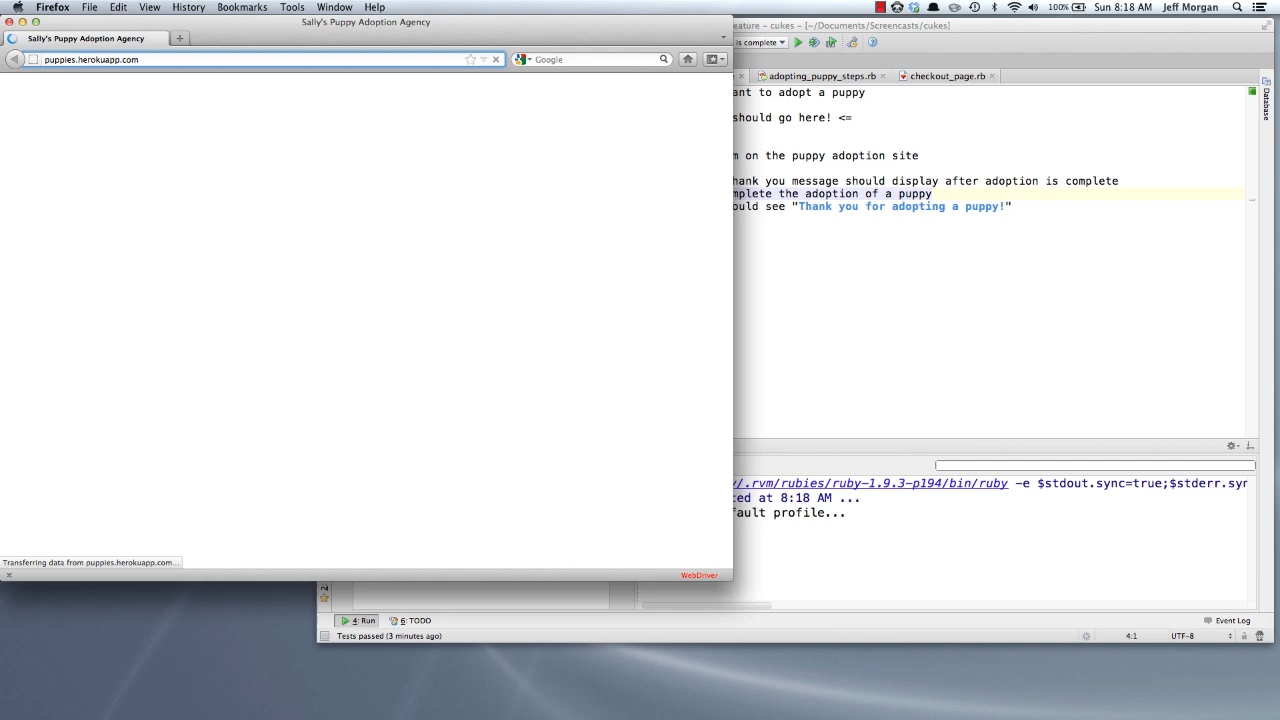 Firefox File Edit View History Bookmarks Tools Window Help
100% Sun 8:18 AM Jeff Morgan
Sally's Puppy Adoption Agency
Sally's Puppy Adoption Agency
puppies.herokuapp.com
Google
Transferring data from puppies.herokuapp.com...
WebDriver
feature – cukes – [~/Documents/Screencasts/cukes]
is complete
adopting_puppy_steps.rb
checkout_page.rb
ant to adopt a puppy
should go here! <=
m on the puppy adoption site
hank you message should display after adoption is complete
mplete the adoption of a puppy
ould see "Thank you for adopting a puppy!"
Database
/.rvm/rubies/ruby-1.9.3-p194/bin/ruby -e $stdout.sync=true;$stderr.syn
ted at 8:18 AM ...
fault profile...
2
4: Run
6: TODO
Event Log
Tests passed (3 minutes ago)
4:1
UTF-8